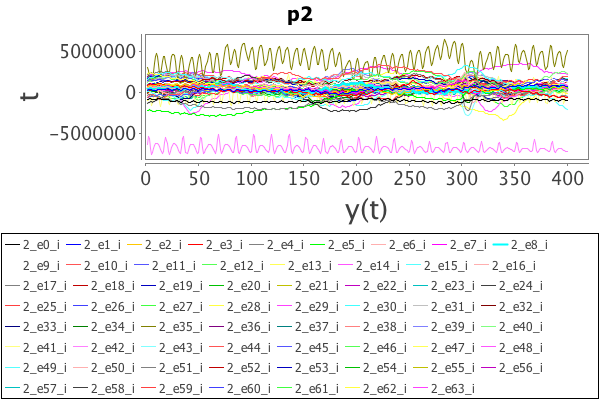 p2
5000000
0
−5000000
t
0 50 100 150 200 250 300 350 400
y(t)
2_e0_i 2_e1_i 2_e2_i 2_e3_i 2_e4_i 2_e5_i 2_e6_i 2_e7_i 2_e8_i
2_e9_i 2_e10_i 2_e11_i 2_e12_i 2_e13_i 2_e14_i 2_e15_i 2_e16_i
2_e17_i 2_e18_i 2_e19_i 2_e20_i 2_e21_i 2_e22_i 2_e23_i 2_e24_i
2_e25_i 2_e26_i 2_e27_i 2_e28_i 2_e29_i 2_e30_i 2_e31_i 2_e32_i
2_e33_i 2_e34_i 2_e35_i 2_e36_i 2_e37_i 2_e38_i 2_e39_i 2_e40_i
2_e41_i 2_e42_i 2_e43_i 2_e44_i 2_e45_i 2_e46_i 2_e47_i 2_e48_i
2_e49_i 2_e50_i 2_e51_i 2_e52_i 2_e53_i 2_e54_i 2_e55_i 2_e56_i
2_e57_i 2_e58_i 2_e59_i 2_e60_i 2_e61_i 2_e62_i 2_e63_i